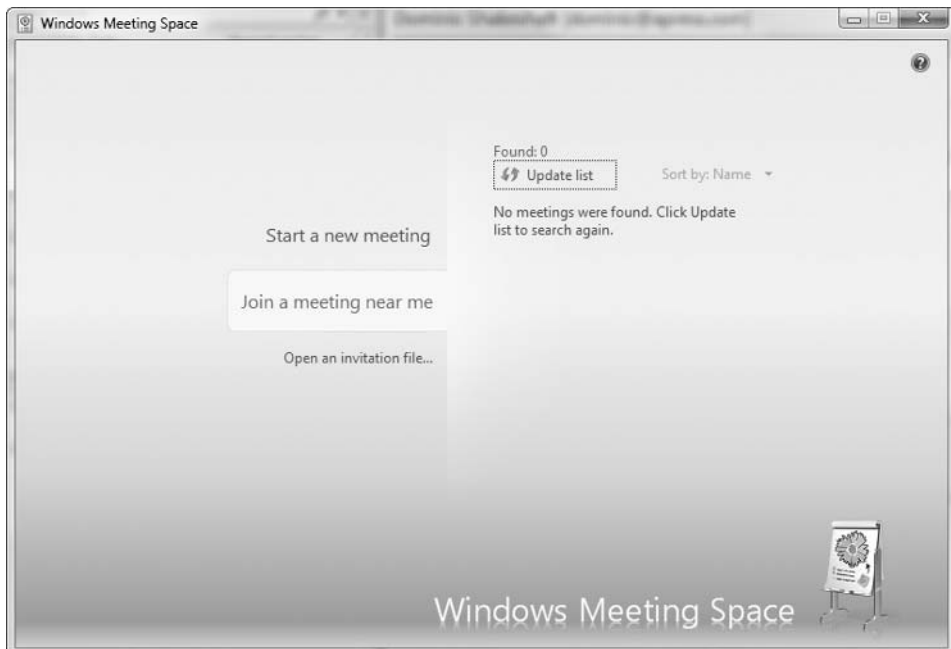 Windows Meeting Space
Start a new meeting
Join a meeting near me
Open an invitation file...
Found: 0
Update list
Sort by: Name
No meetings were found. Click Update
list to search again.
Windows Meeting Space